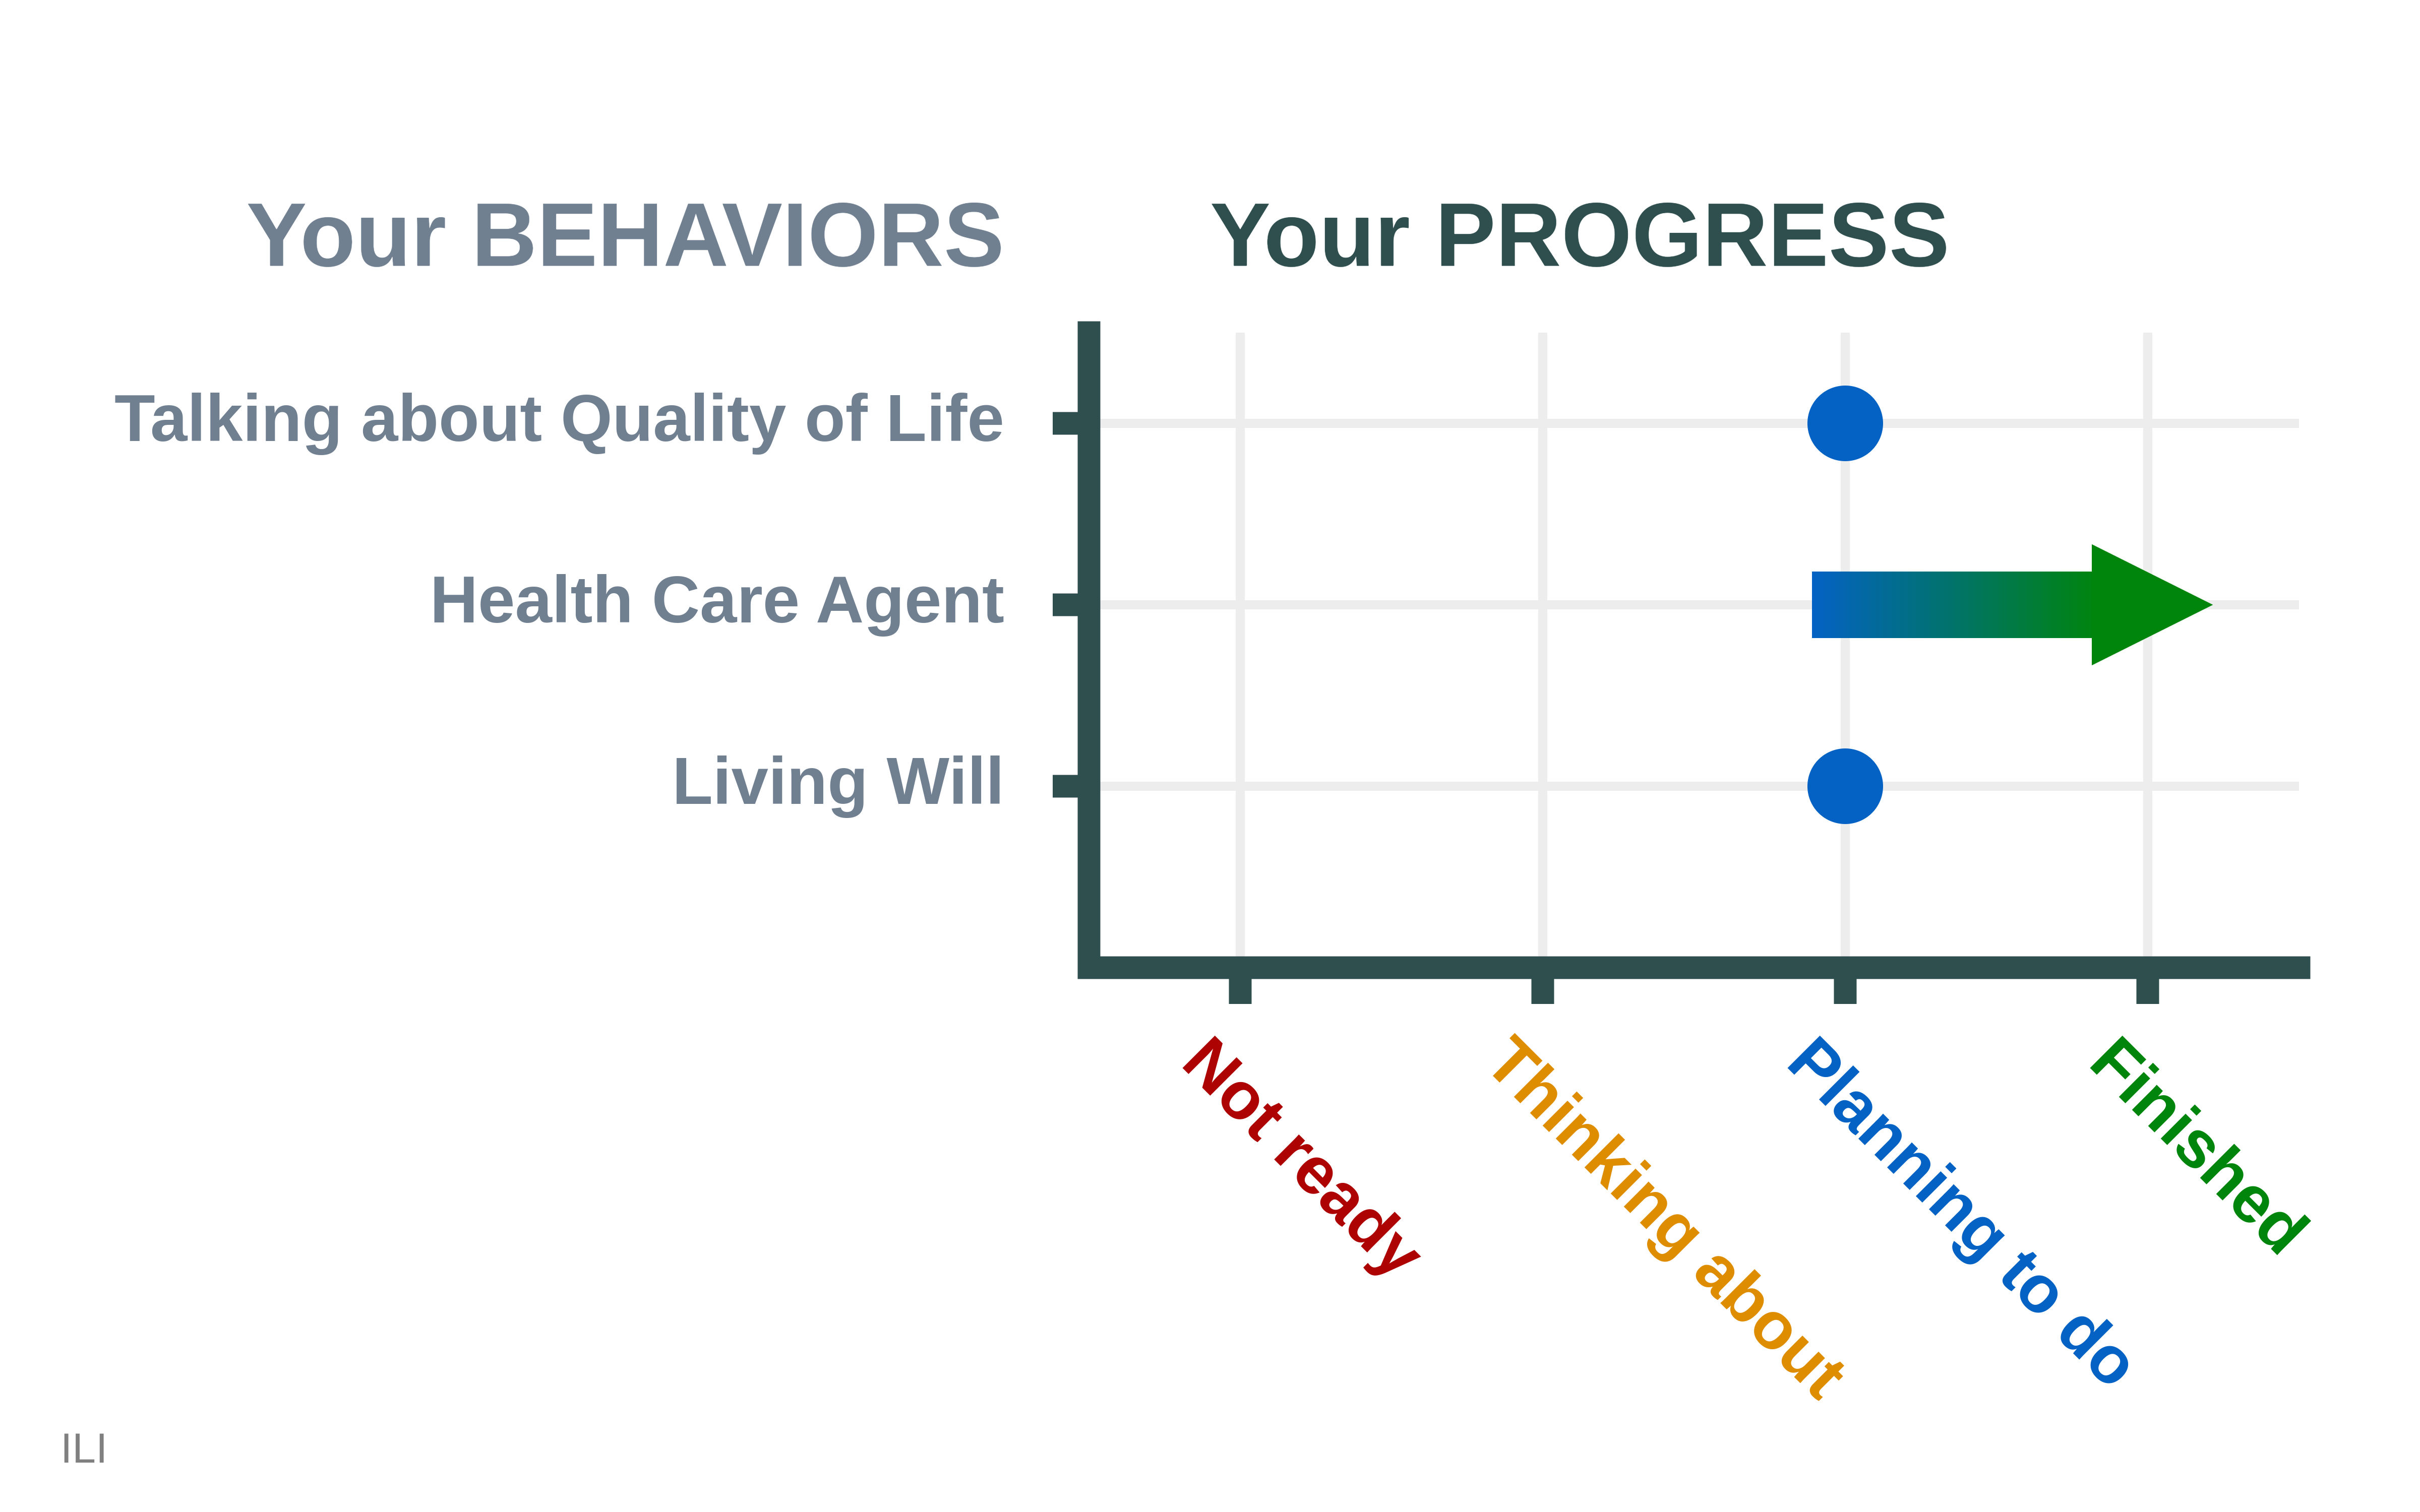 Your BEHAVIORS
Your PROGRESS
Talking about Quality of Life
Health Care Agent
Living Will
Not ready
Thinking about
Planning to do
Finished
ILI